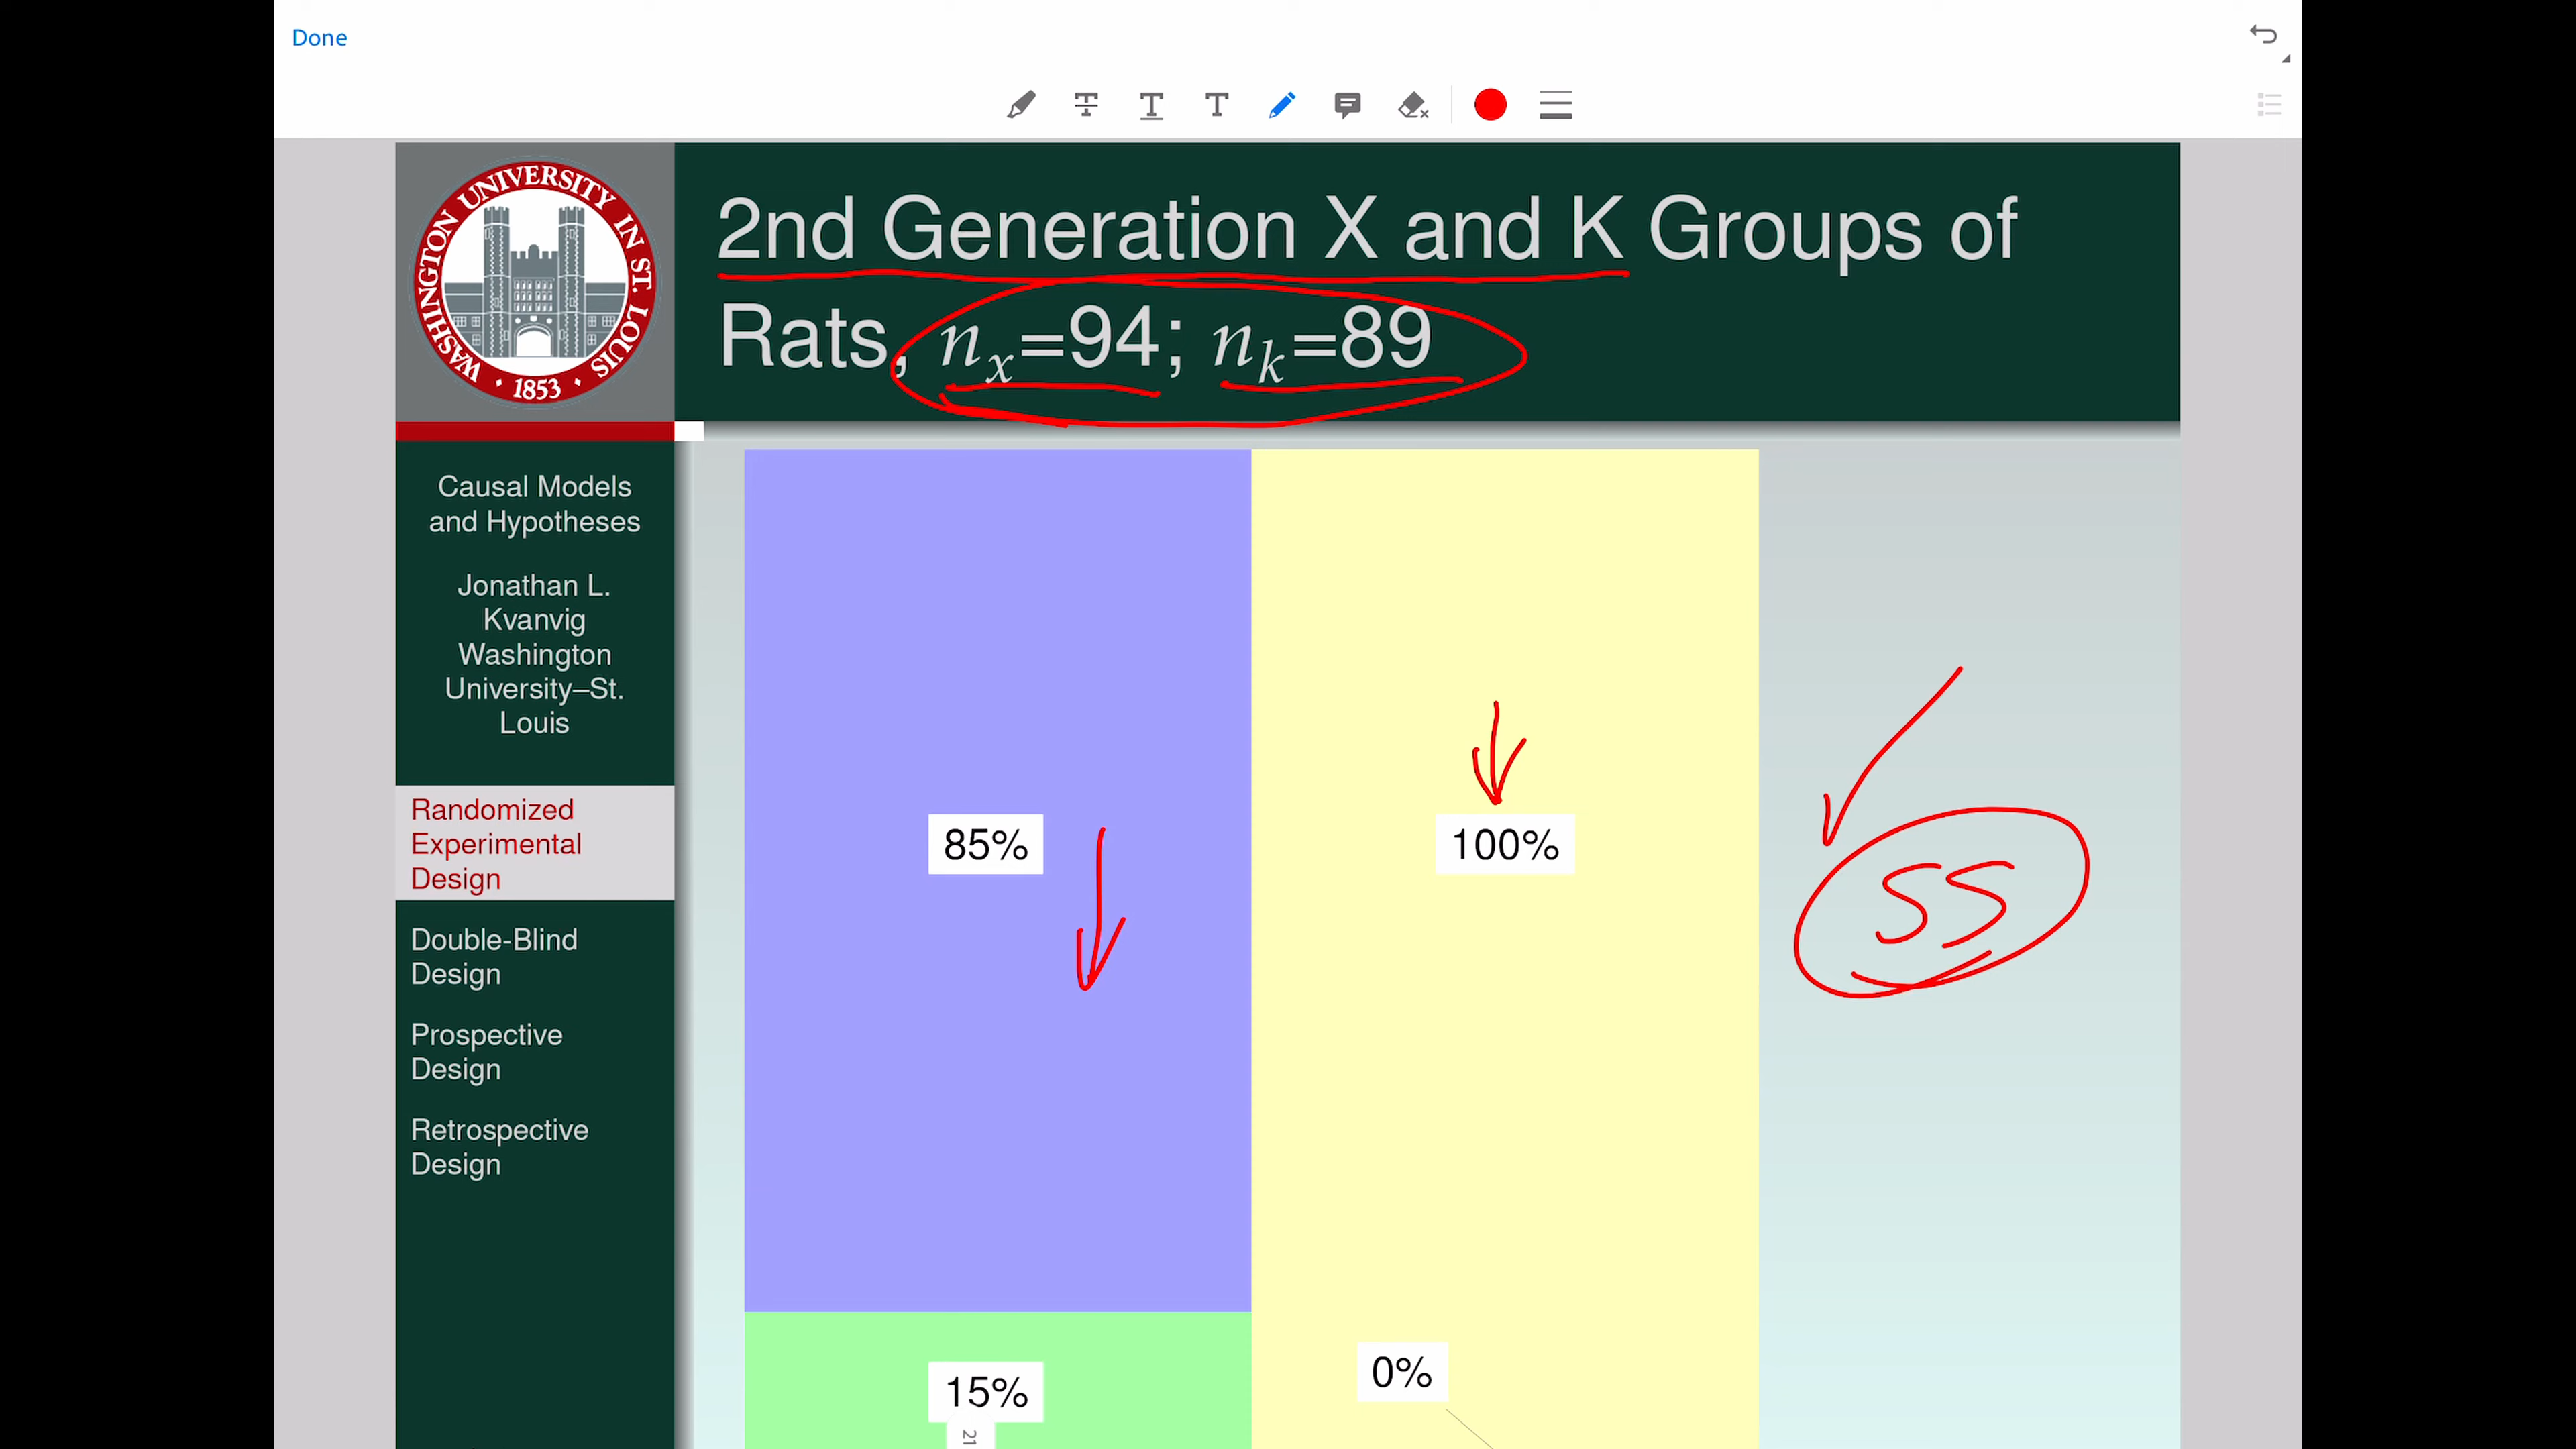 Done
WASHINGTON UNIVERSITY IN ST. LOUIS
· 1853 ·
2nd Generation X and K Groups of
Rats, nx=94; nk=89
Causal Models
and Hypotheses
Jonathan L.
Kvanvig
Washington
University–St.
Louis
Randomized
Experimental
Design
Double-Blind
Design
Prospective
Design
Retrospective
Design
85%
100%
SS
15%
0%
21